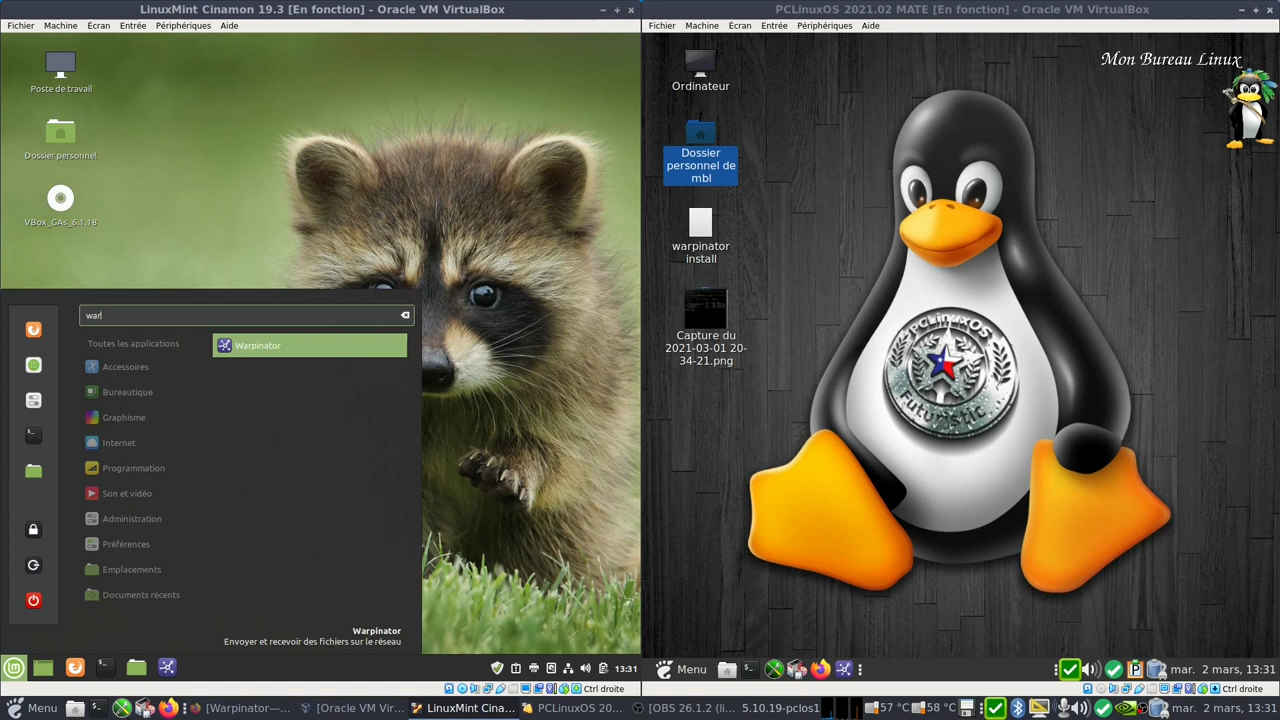 LinuxMint Cinamon 19.3 [En fonction] - Oracle VM VirtualBox
Fichier Machine Écran Entrée Périphériques Aide
Poste de travail
Dossier personnel
VBox_GAs_6.1.18
war
Toutes les applications
Warpinator
Accessoires
Bureautique
Graphisme
Internet
Programmation
Son et vidéo
Administration
Préférences
Emplacements
Documents récents
Warpinator
Envoyer et recevoir des fichiers sur le réseau
13:31
Ctrl droite
PCLinuxOS 2021.02 MATE [En fonction] - Oracle VM VirtualBox
Fichier Machine Écran Entrée Périphériques Aide
Mon Bureau Linux
Ordinateur
Dossier
personnel de
mbl
warpinator
install
Capture du
2021-03-01 20-
34-21.png
PCLinuxOS
Futuristic
Menu
mar. 2 mars, 13:31
Ctrl droite
Menu [Warpinator—... [Oracle VM Vir... LinuxMint Cina... PCLinuxOS 20... [OBS 26.1.2 (li... 5.10.19-pclos1 57 °C 58 °C mar. 2 mars, 13:31